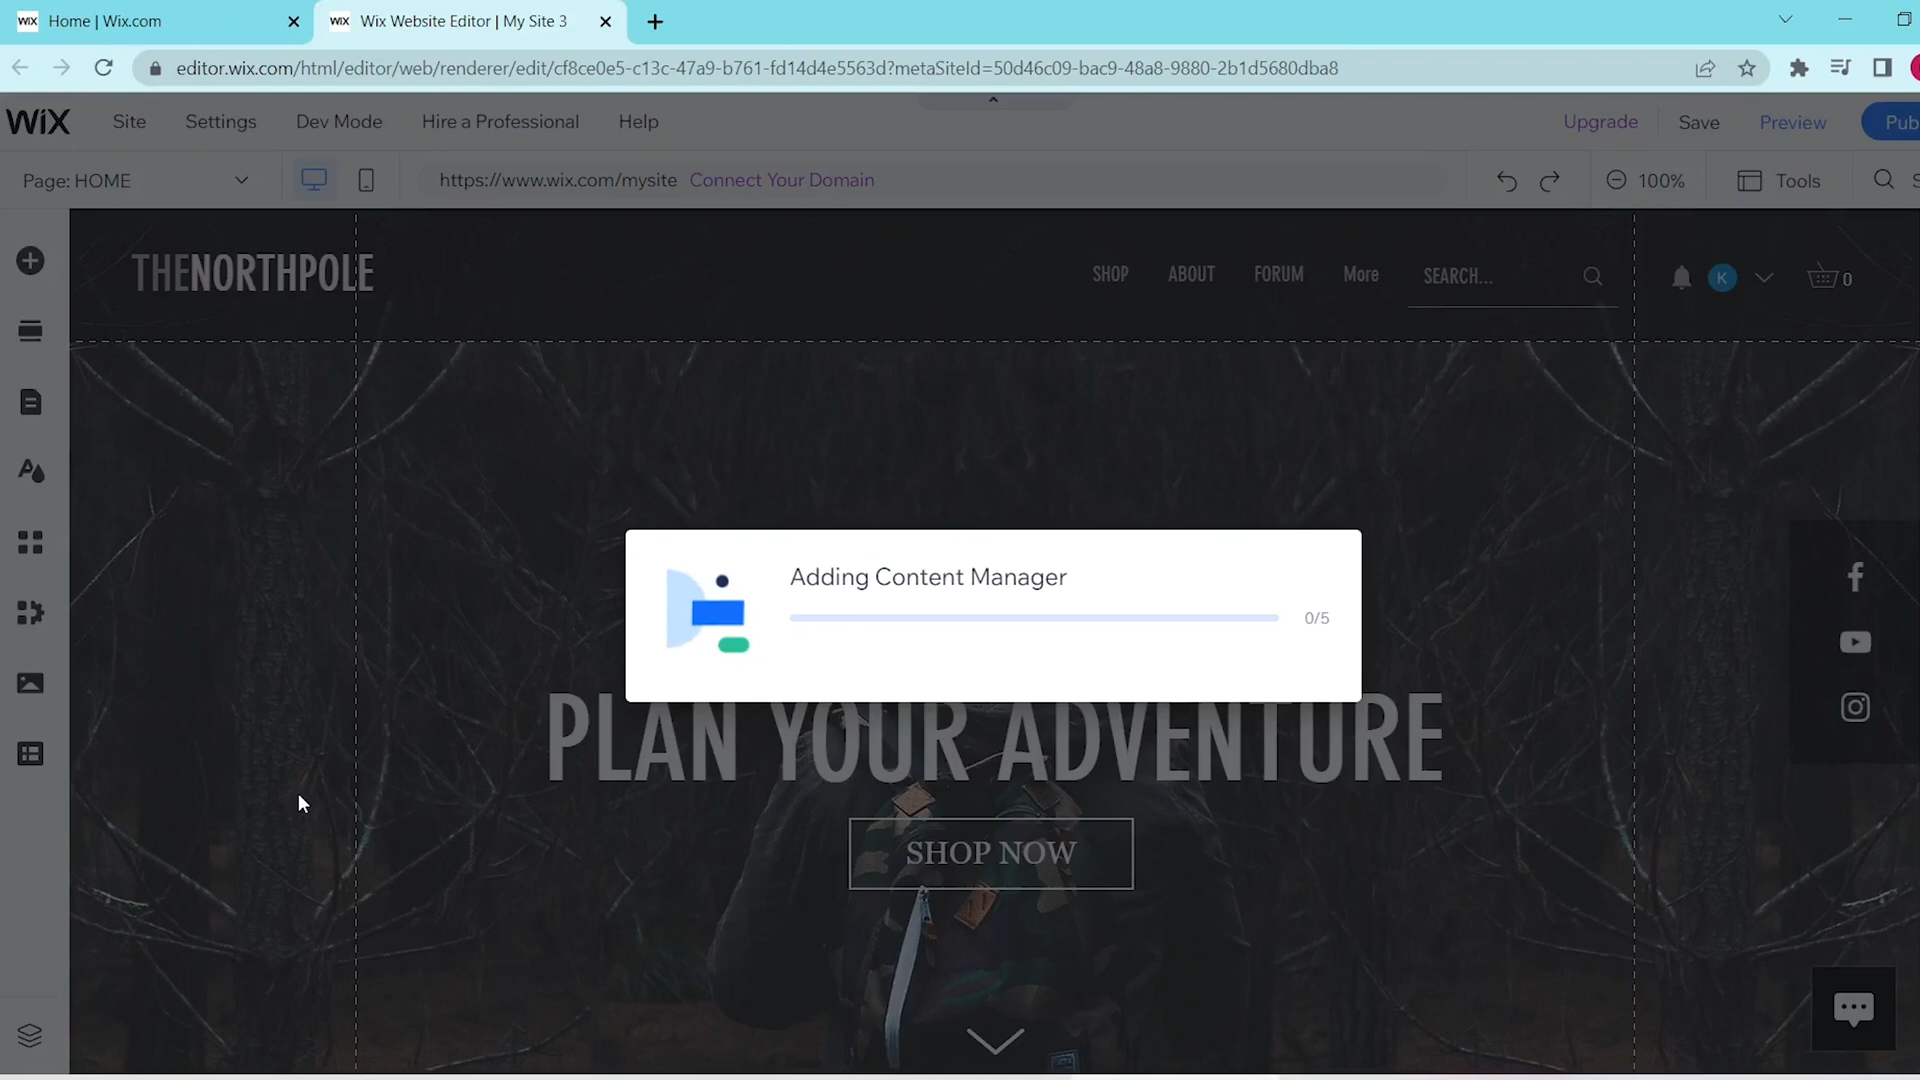 WIX Home | Wix.com
WIX Wix Website Editor | My Site 3
editor.wix.com/html/editor/web/renderer/edit/cf8ce0e5-c13c-47a9-b761-fd14d4e5563d?metaSiteId=50d46c09-bac9-48a8-9880-2b1d5680dba8
WiX Site Settings Dev Mode Hire a Professional Help Upgrade Save Preview Pub
Page: HOME https://www.wix.com/mysite Connect Your Domain 100% Tools S
THENORTHPOLE SHOP ABOUT FORUM More SEARCH... K 0
Adding Content Manager
0/5
PLAN YOUR ADVENTURE
SHOP NOW